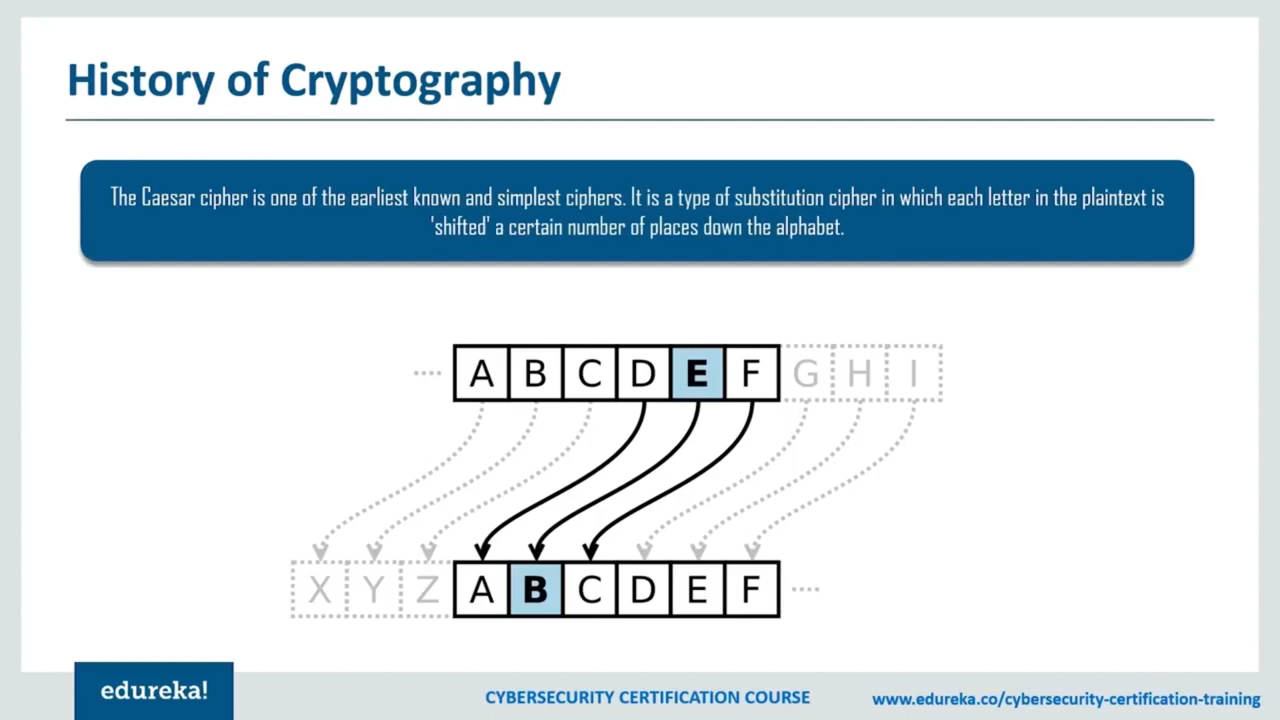 History of Cryptography
The Caesar cipher is one of the earliest known and simplest ciphers. It is a type of substitution cipher in which each letter in the plaintext is
'shifted' a certain number of places down the alphabet.
.... A B C D E F G H I
X Y Z A B C D E F ....
edureka!
CYBERSECURITY CERTIFICATION COURSE
www.edureka.co/cybersecurity-certification-training